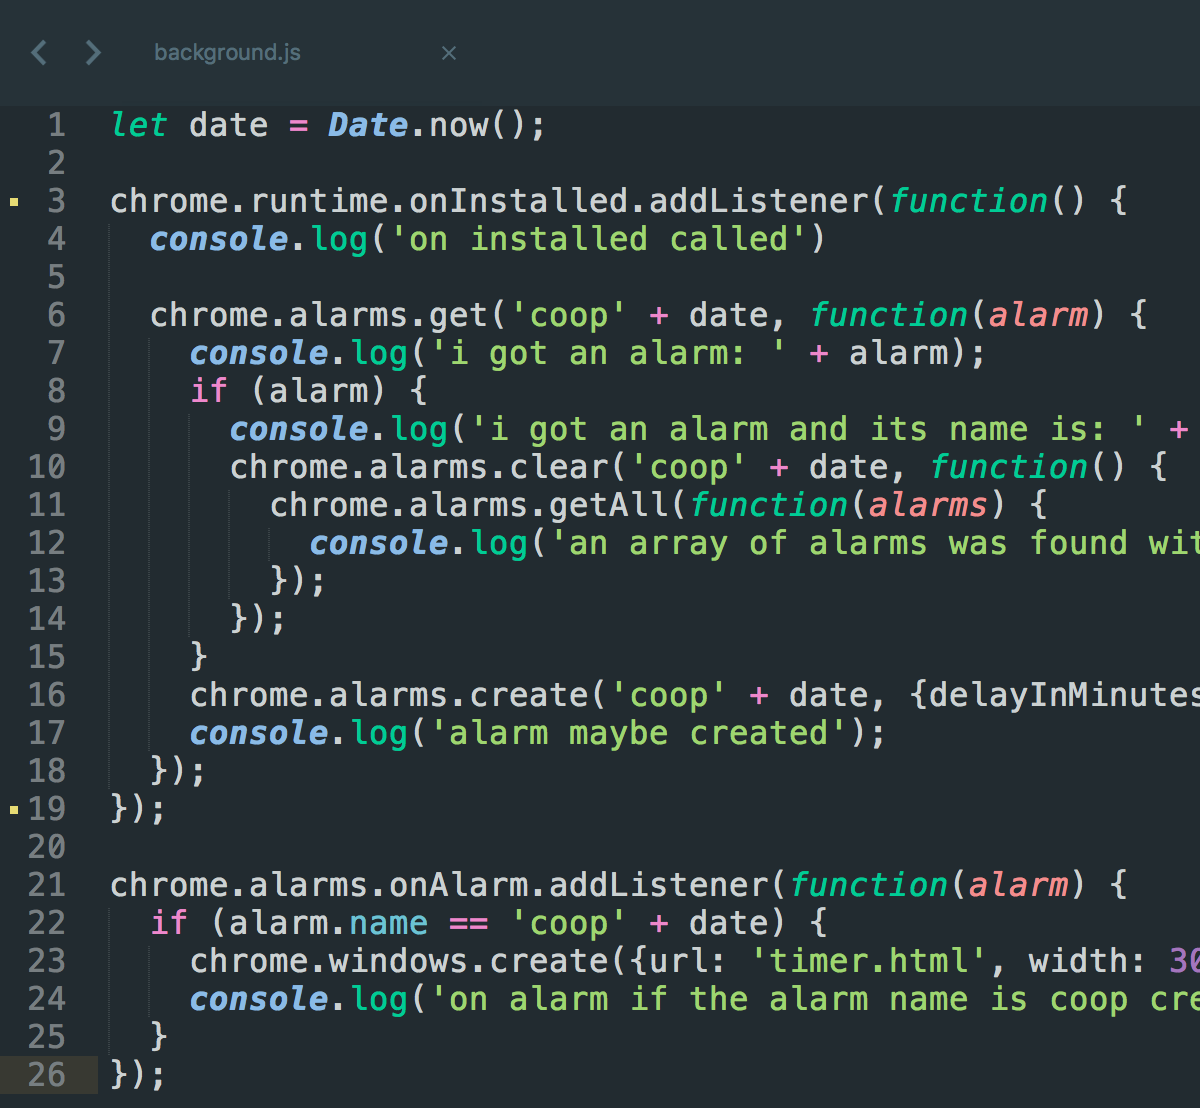 background.js ×
1 let date = Date.now();
2
3 chrome.runtime.onInstalled.addListener(function() {
4   console.log('on installed called')
5
6   chrome.alarms.get('coop' + date, function(alarm) {
7     console.log('i got an alarm: ' + alarm);
8     if (alarm) {
9       console.log('i got an alarm and its name is: ' +
10       chrome.alarms.clear('coop' + date, function() {
11         chrome.alarms.getAll(function(alarms) {
12           console.log('an array of alarms was found wit
13         });
14       });
15     }
16     chrome.alarms.create('coop' + date, {delayInMinutes
17     console.log('alarm maybe created');
18   });
19 });
20
21 chrome.alarms.onAlarm.addListener(function(alarm) {
22   if (alarm.name == 'coop' + date) {
23     chrome.windows.create({url: 'timer.html', width: 30
24     console.log('on alarm if the alarm name is coop cre
25   }
26 });